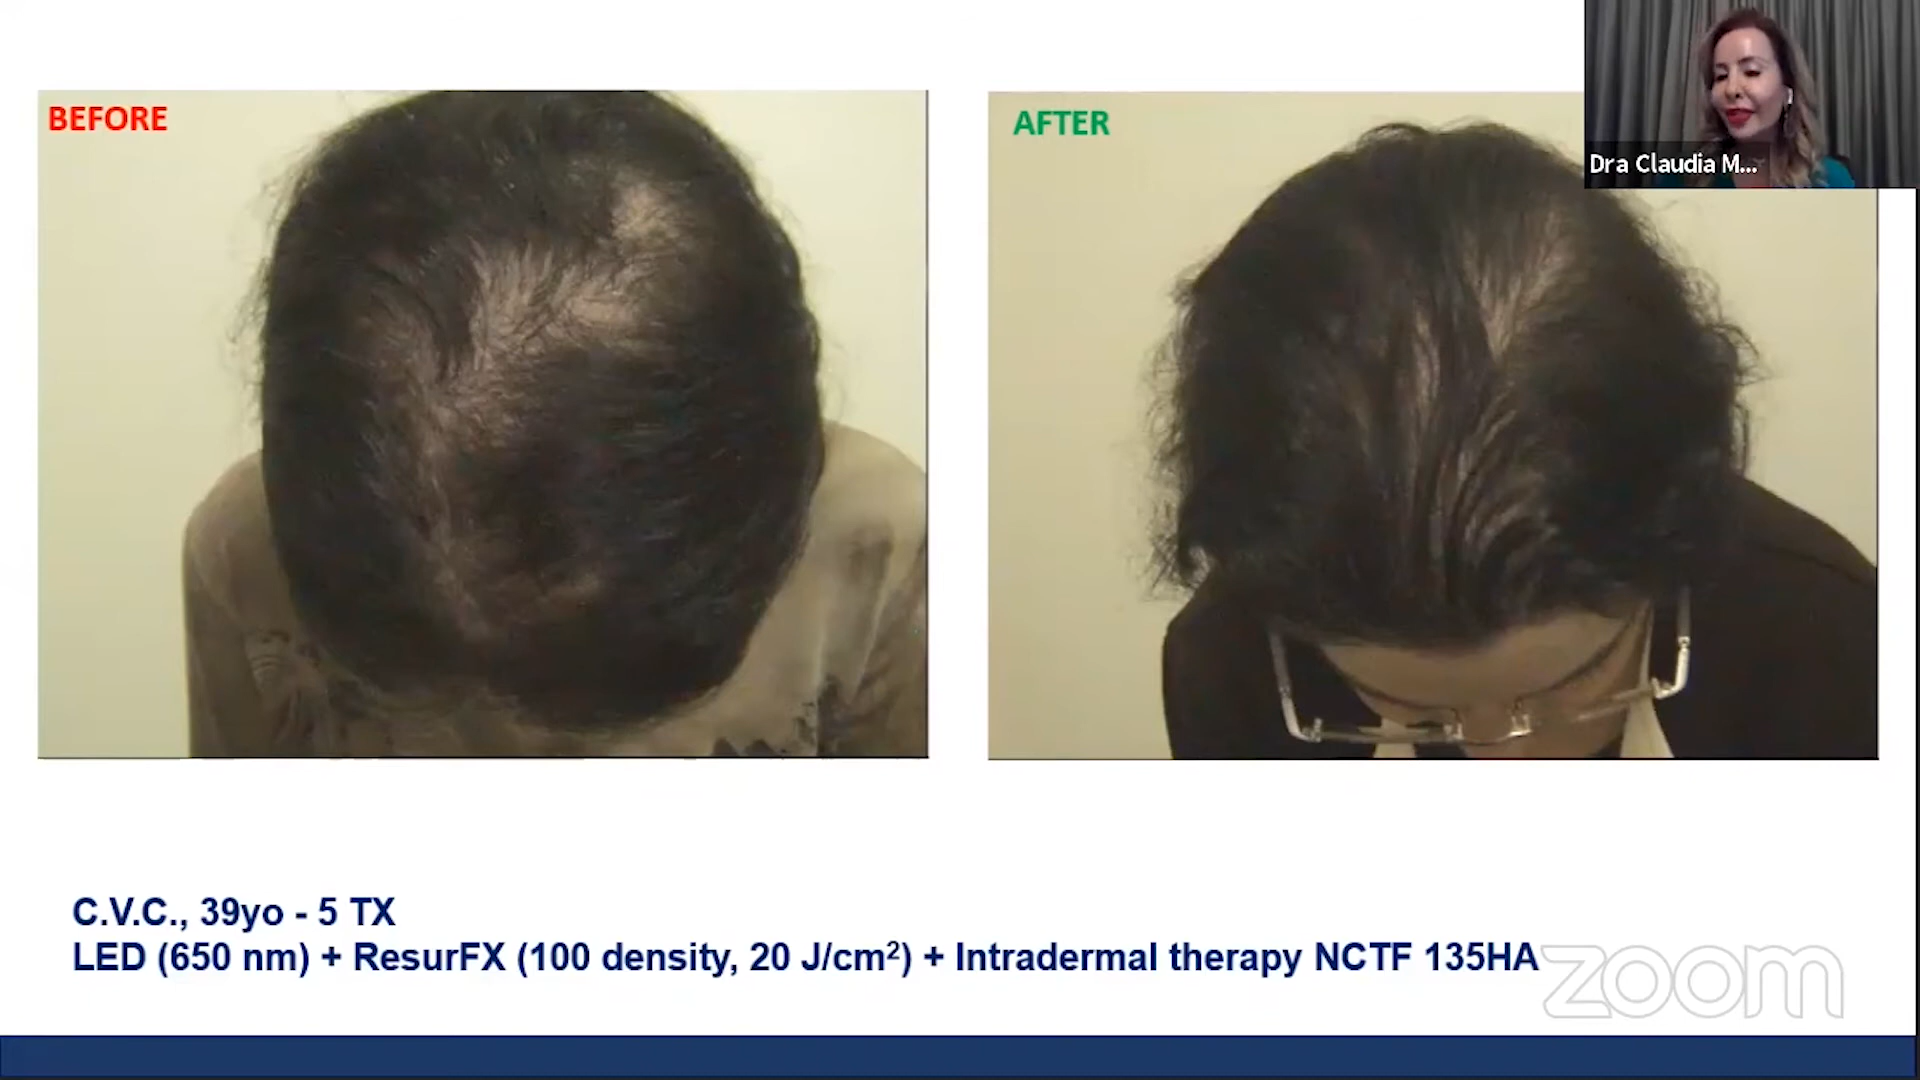 BEFORE
AFTER
Dra Claudia M...
C.V.C., 39yo - 5 TX
LED (650 nm) + ResurFX (100 density, 20 J/cm²) + Intradermal therapy NCTF 135HA
zoom